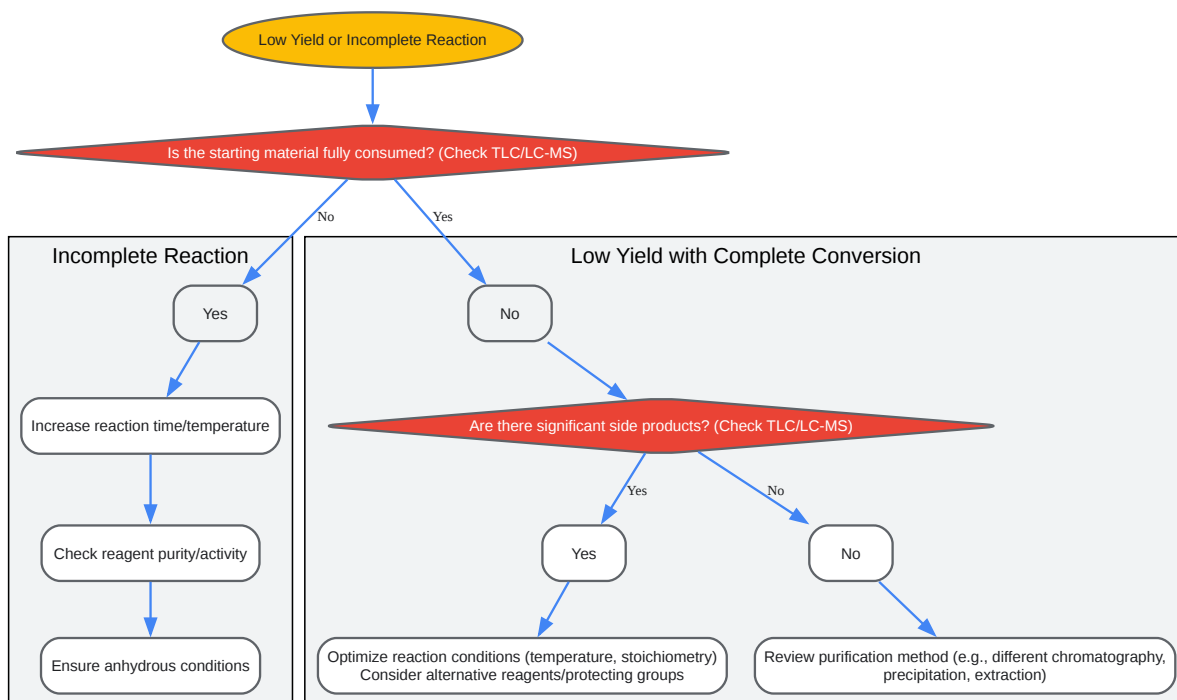 Low Yield or Incomplete Reaction
Is the starting material fully consumed? (Check TLC/LC-MS)
No
Yes
Incomplete Reaction
Low Yield with Complete Conversion
Yes
No
Increase reaction time/temperature
Are there significant side products? (Check TLC/LC-MS)
Yes
No
Check reagent purity/activity
Yes
No
Ensure anhydrous conditions
Optimize reaction conditions (temperature, stoichiometry)
Consider alternative reagents/protecting groups
Review purification method (e.g., different chromatography,
precipitation, extraction)